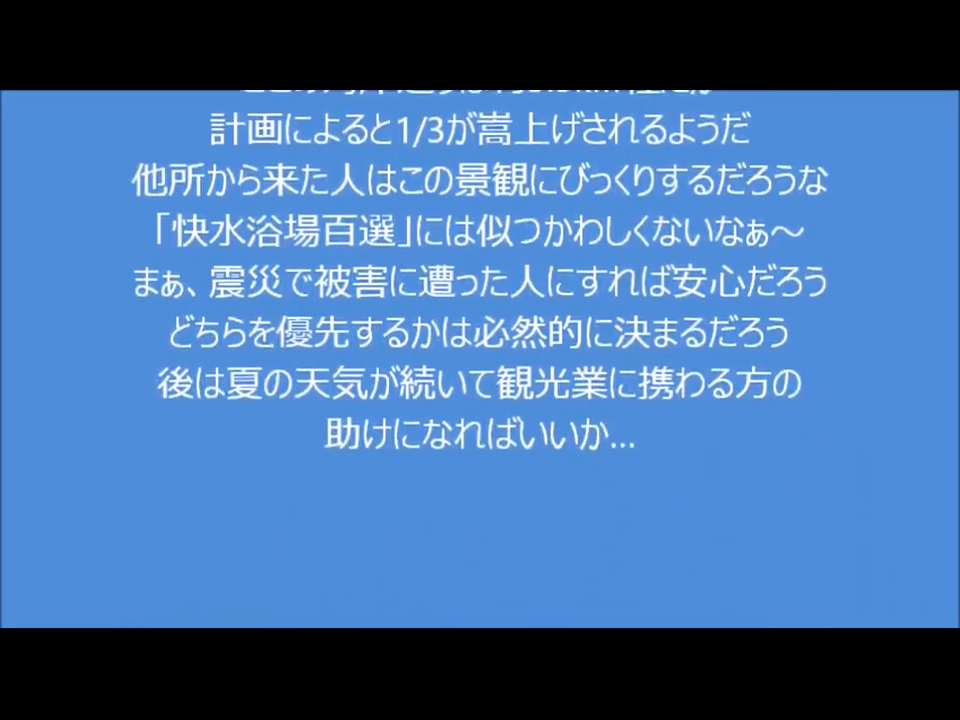 計画によると1/3が嵩上げされるようだ
他所から来た人はこの景観にびっくりするだろうな
「快水浴場百選」には似つかわしくないなぁ～
まぁ、震災で被害に遭った人にすれば安心だろう
どちらを優先するかは必然的に決まるだろう
後は夏の天気が続いて観光業に携わる方の
助けになればいいか...